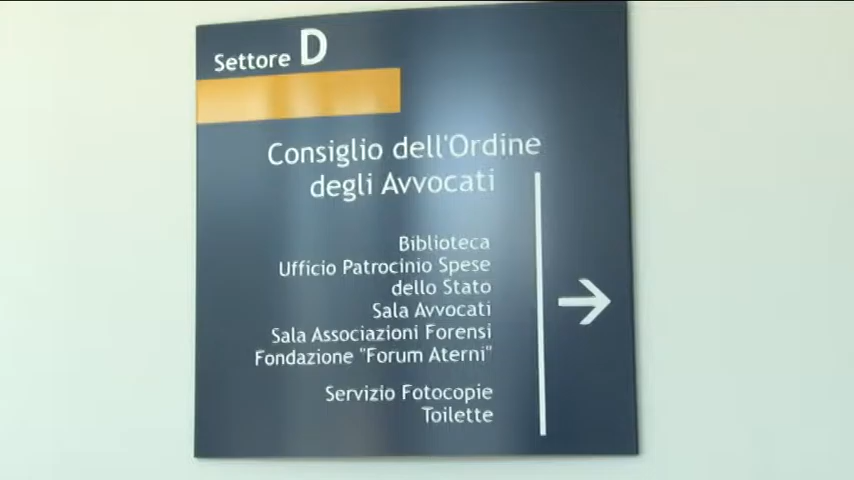 Settore D
Consiglio dell'Ordine
degli Avvocati
Biblioteca
Ufficio Patrocinio Spese
dello Stato
Sala Avvocati
Sala Associazioni Forensi
Fondazione "Forum Aterni"
Servizio Fotocopie
Toilette